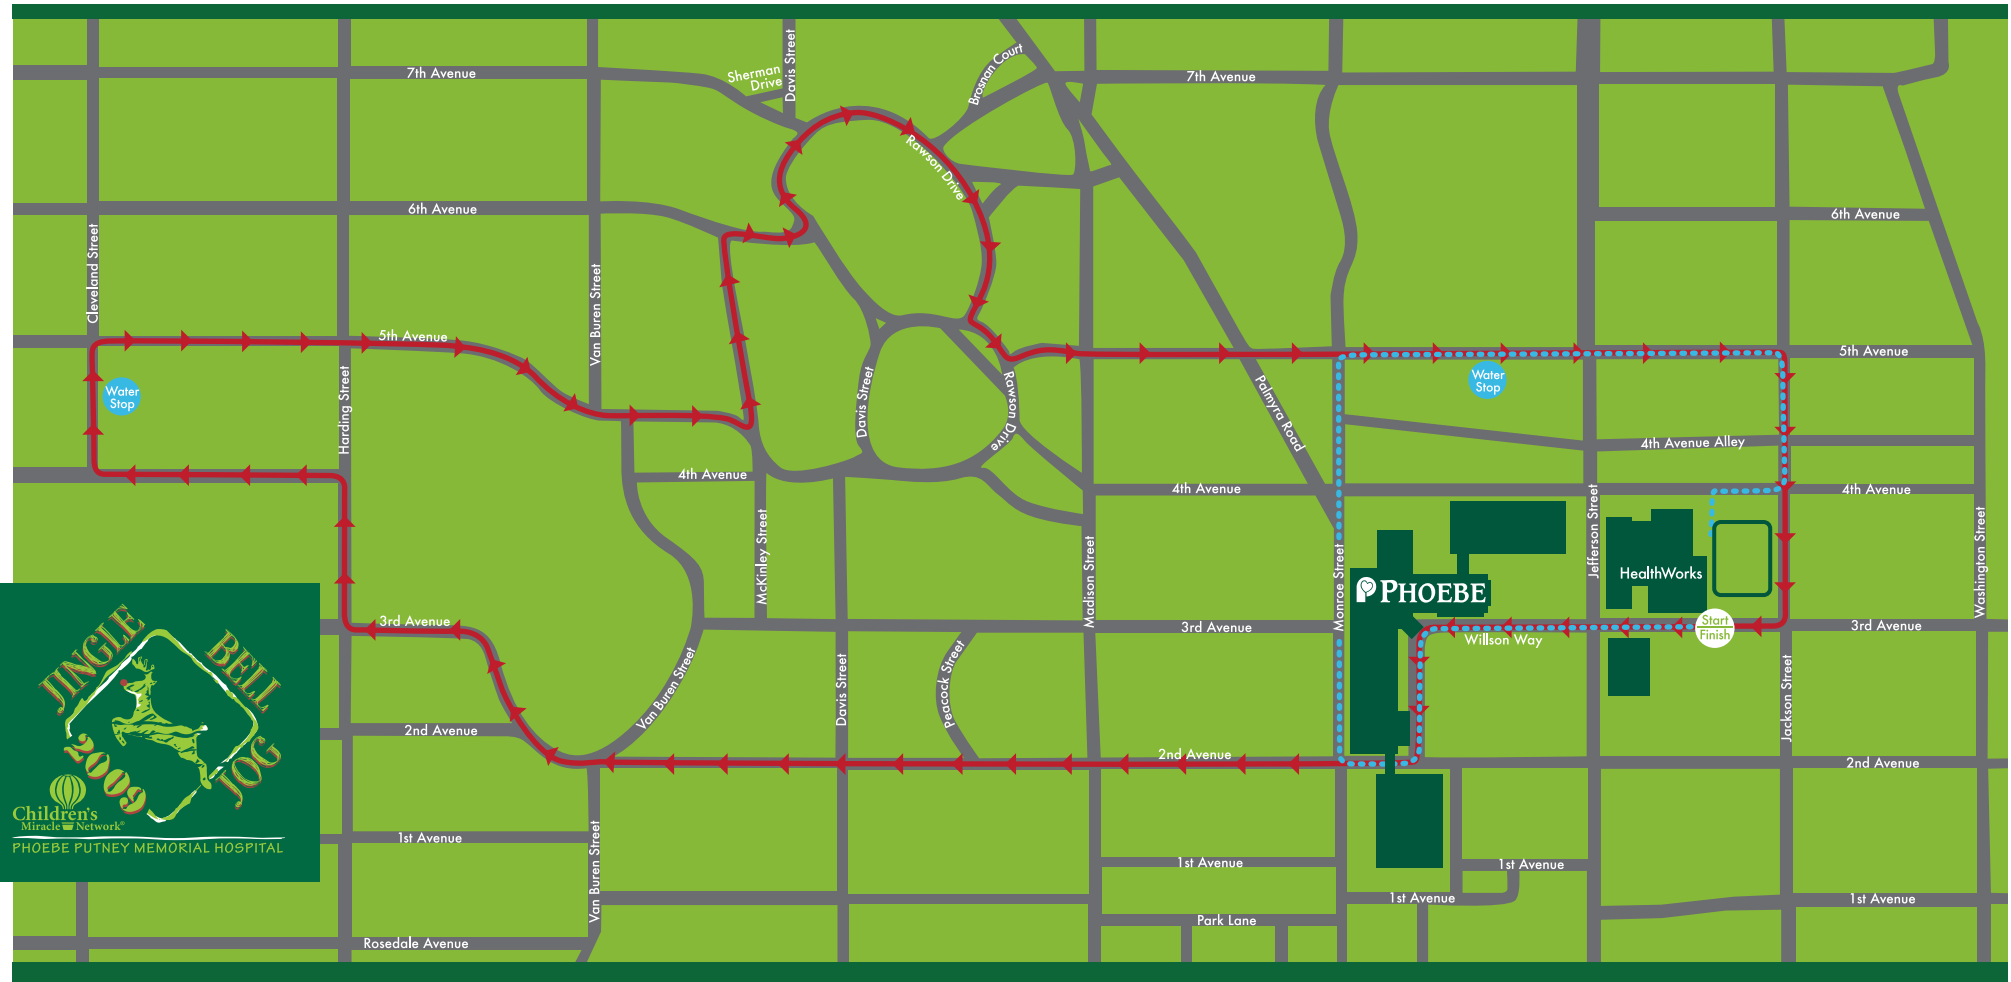 7th Avenue
Sherman
Drive
Davis Street
Brosnan Court
7th Avenue
Rawson Drive
6th Avenue
6th Avenue
Cleveland Street
Van Buren Street
5th Avenue
5th Avenue
Water
Stop
Harding Street
Davis Street
Rawson Drive
Palmyra Road
Water
Stop
4th Avenue Alley
4th Avenue
4th Avenue
4th Avenue
McKinley Street
Madison Street
Monroe Street
Jefferson Street
Washington Street
HealthWorks
PHOEBE
3rd Avenue
3rd Avenue
Willson Way
Start
Finish
3rd Avenue
Van Buren Street
Davis Street
Peacock Street
Jackson Street
2nd Avenue
2nd Avenue
2nd Avenue
JINGLE
BELL
JOG
2009
Children's
Miracle Network®
PHOEBE PUTNEY MEMORIAL HOSPITAL
1st Avenue
Van Buren Street
1st Avenue
1st Avenue
1st Avenue
1st Avenue
Park Lane
Rosedale Avenue